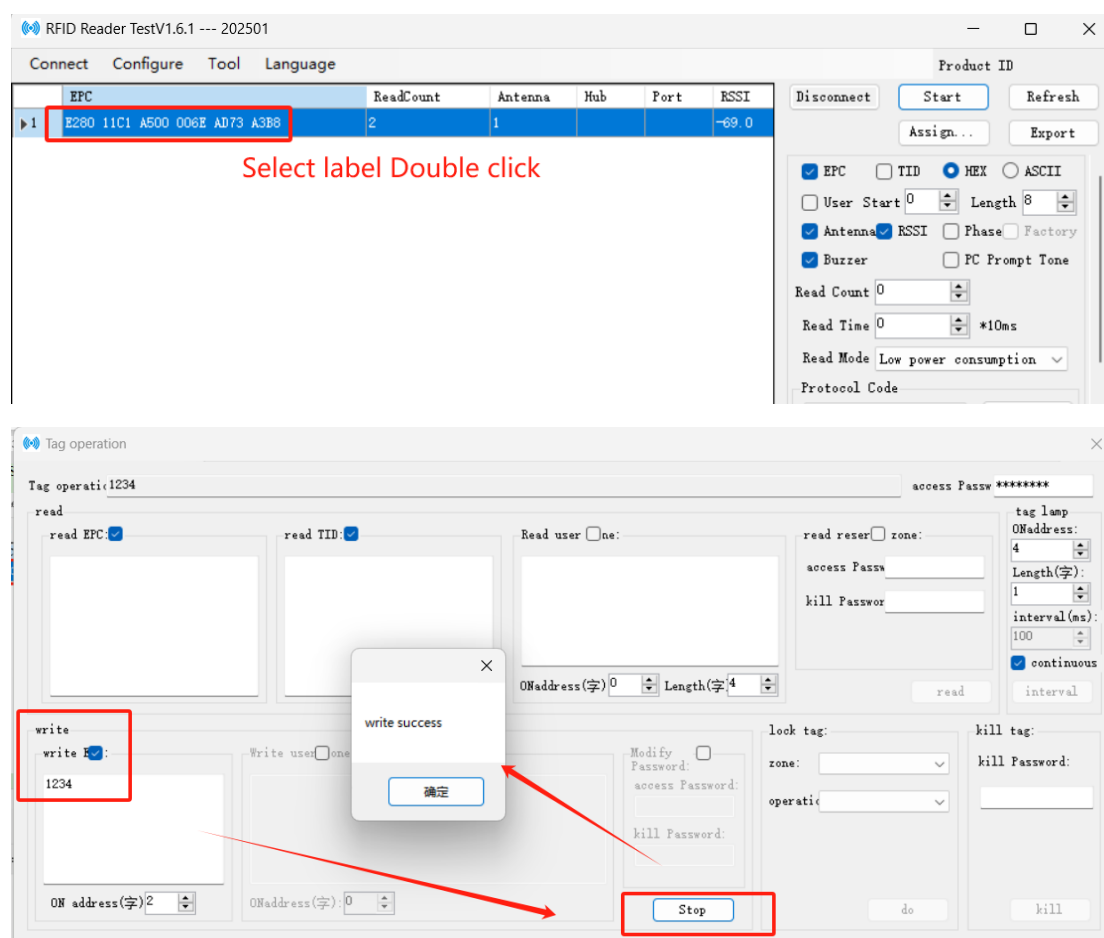 RFID Reader TestV1.6.1 --- 202501
Connect Configure Tool Language
Product ID
EPC ReadCount Antenna Hub Port RSSI
1 E280 11C1 A500 006E AD73 A3B8 2 1 -69.0
Select label Double click
Disconnect Start Refresh
Assign... Export
EPC TID HEX ASCII
User Start 0 Length 8
Antenna RSSI Phase Factory
Buzzer PC Prompt Tone
Read Count 0
Read Time 0 *10ms
Read Mode Low power consumption
Protocol Code
Tag operation
Tag operatio 1234 access Passw ********
read
read EPC: read TID: Read user ne: read reser zone:
access Passw
kill Passwor
ONaddress(字) 0 Length(字 4
read
tag lamp
ONaddress:
4
Length(字):
1
interval(ms):
100
continuous
interval
write
write E :
1234
ON address(字) 2
Write user one
ONaddress(字): 0
write success
确定
Modify
Password:
access Password:
kill Password:
Stop
lock tag:
zone:
operatio
do
kill tag:
kill Password:
kill